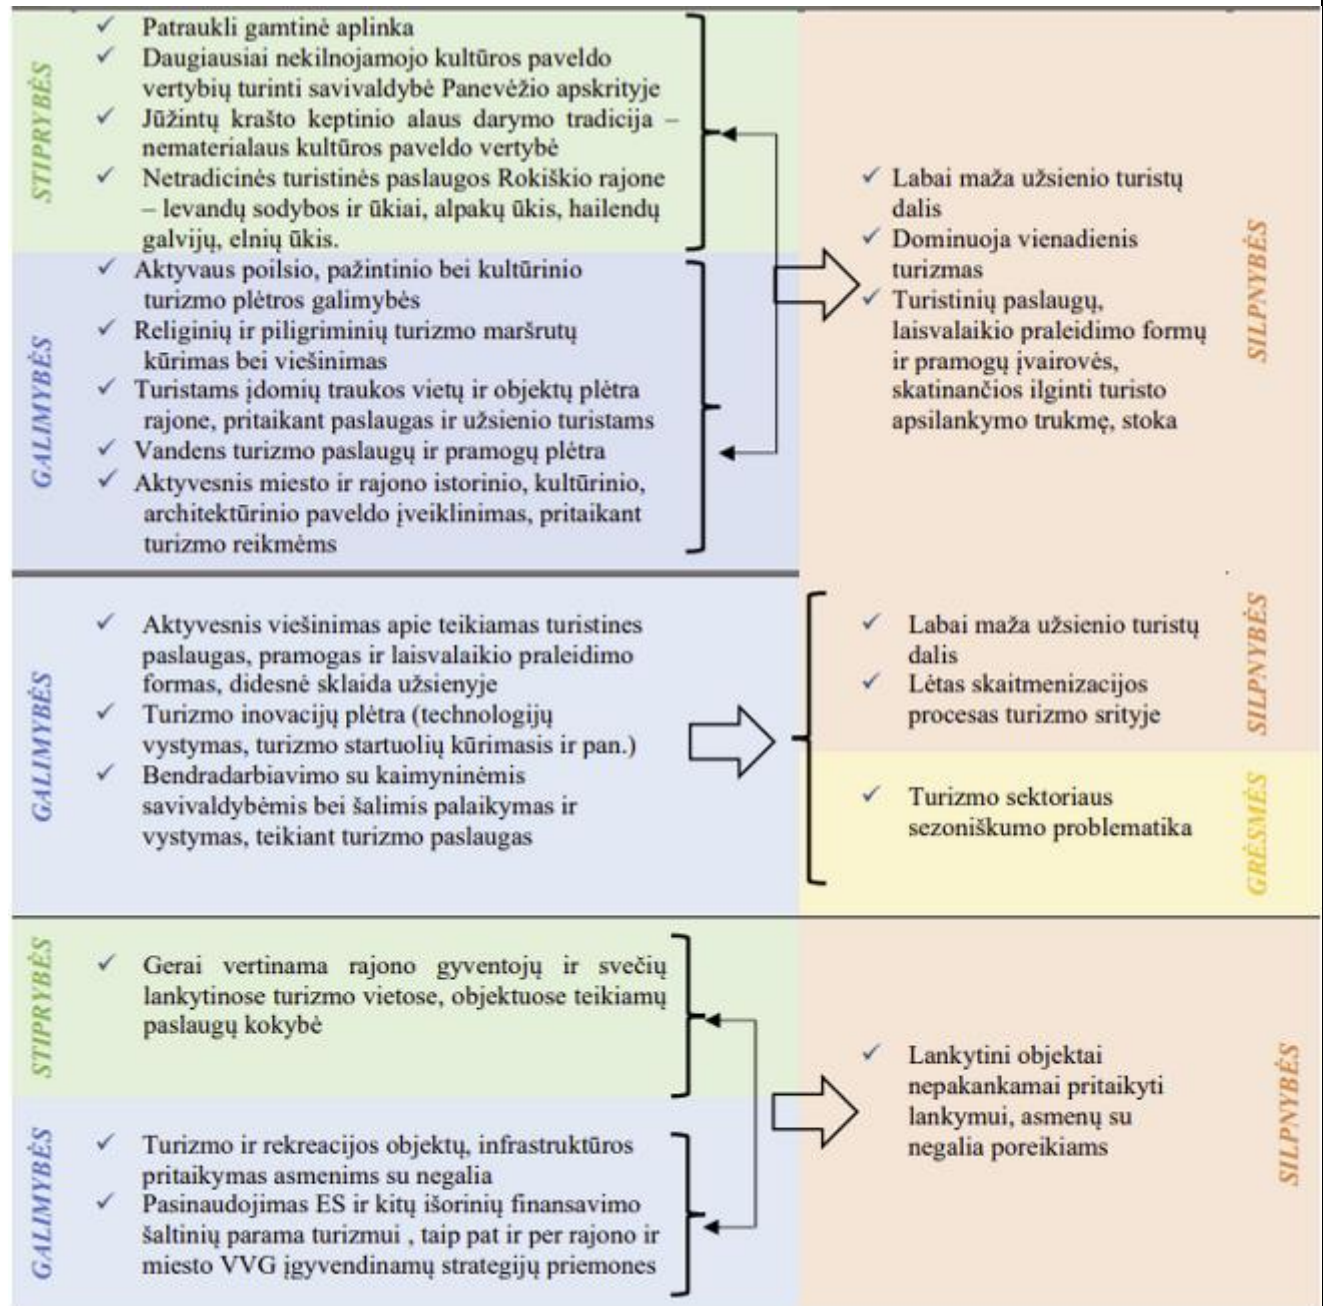 STIPRYBĖS
Patraukli gamtinė aplinka
Daugiausiai nekilnojamojo kultūros paveldo
vertybių turinti savivaldybė Panevėžio apskrityje
Jūžintų krašto keptinio alaus darymo tradicija –
nematerialaus kultūros paveldo vertybė
Netradicinės turistinės paslaugos Rokiškio rajone
– levandų sodybos ir ūkiai, alpakų ūkis, hailendų
galvijų, elnių ūkis.
GALIMYBĖS
Aktyvaus poilsio, pažintinio bei kultūrinio
turizmo plėtros galimybės
Religinių ir piligriminių turizmo maršrutų
kūrimas bei viešinimas
Turistams įdomių traukos vietų ir objektų plėtra
rajone, pritaikant paslaugas ir užsienio turistams
Vandens turizmo paslaugų ir pramogų plėtra
Aktyvesnis miesto ir rajono istorinio, kultūrinio,
architektūrinio paveldo įveiklinimas, pritaikant
turizmo reikmėms
Labai maža užsienio turistų
dalis
Dominuoja vienadienis
turizmas
Turistinių paslaugų,
laisvalaikio praleidimo formų
ir pramogų įvairovės,
skatinančios ilginti turisto
apsilankymo trukmę, stoka
SILPNYBĖS
GALIMYBĖS
Aktyvesnis viešinimas apie teikiamas turistines
paslaugas, pramogas ir laisvalaikio praleidimo
formas, didesnė sklaida užsienyje
Turizmo inovacijų plėtra (technologijų
vystymas, turizmo startuolių kūrimasis ir pan.)
Bendradarbiavimo su kaimyninėmis
savivaldybėmis bei šalimis palaikymas ir
vystymas, teikiant turizmo paslaugas
Labai maža užsienio turistų
dalis
Lėtas skaitmenizacijos
procesas turizmo srityje
SILPNYBĖS
Turizmo sektoriaus
sezoniškumo problematika
GRĖSMĖS
STIPRYBĖS
Gerai vertinama rajono gyventojų ir svečių
lankytinose turizmo vietose, objektuose teikiamų
paslaugų kokybė
GALIMYBĖS
Turizmo ir rekreacijos objektų, infrastruktūros
pritaikymas asmenims su negalia
Pasinaudojimas ES ir kitų išorinių finansavimo
šaltinių parama turizmui , taip pat ir per rajono ir
miesto VVG įgyvendinamų strategijų priemones
Lankytini objektai
nepakankamai pritaikyti
lankymui, asmenų su
negalia poreikiams
SILPNYBĖS